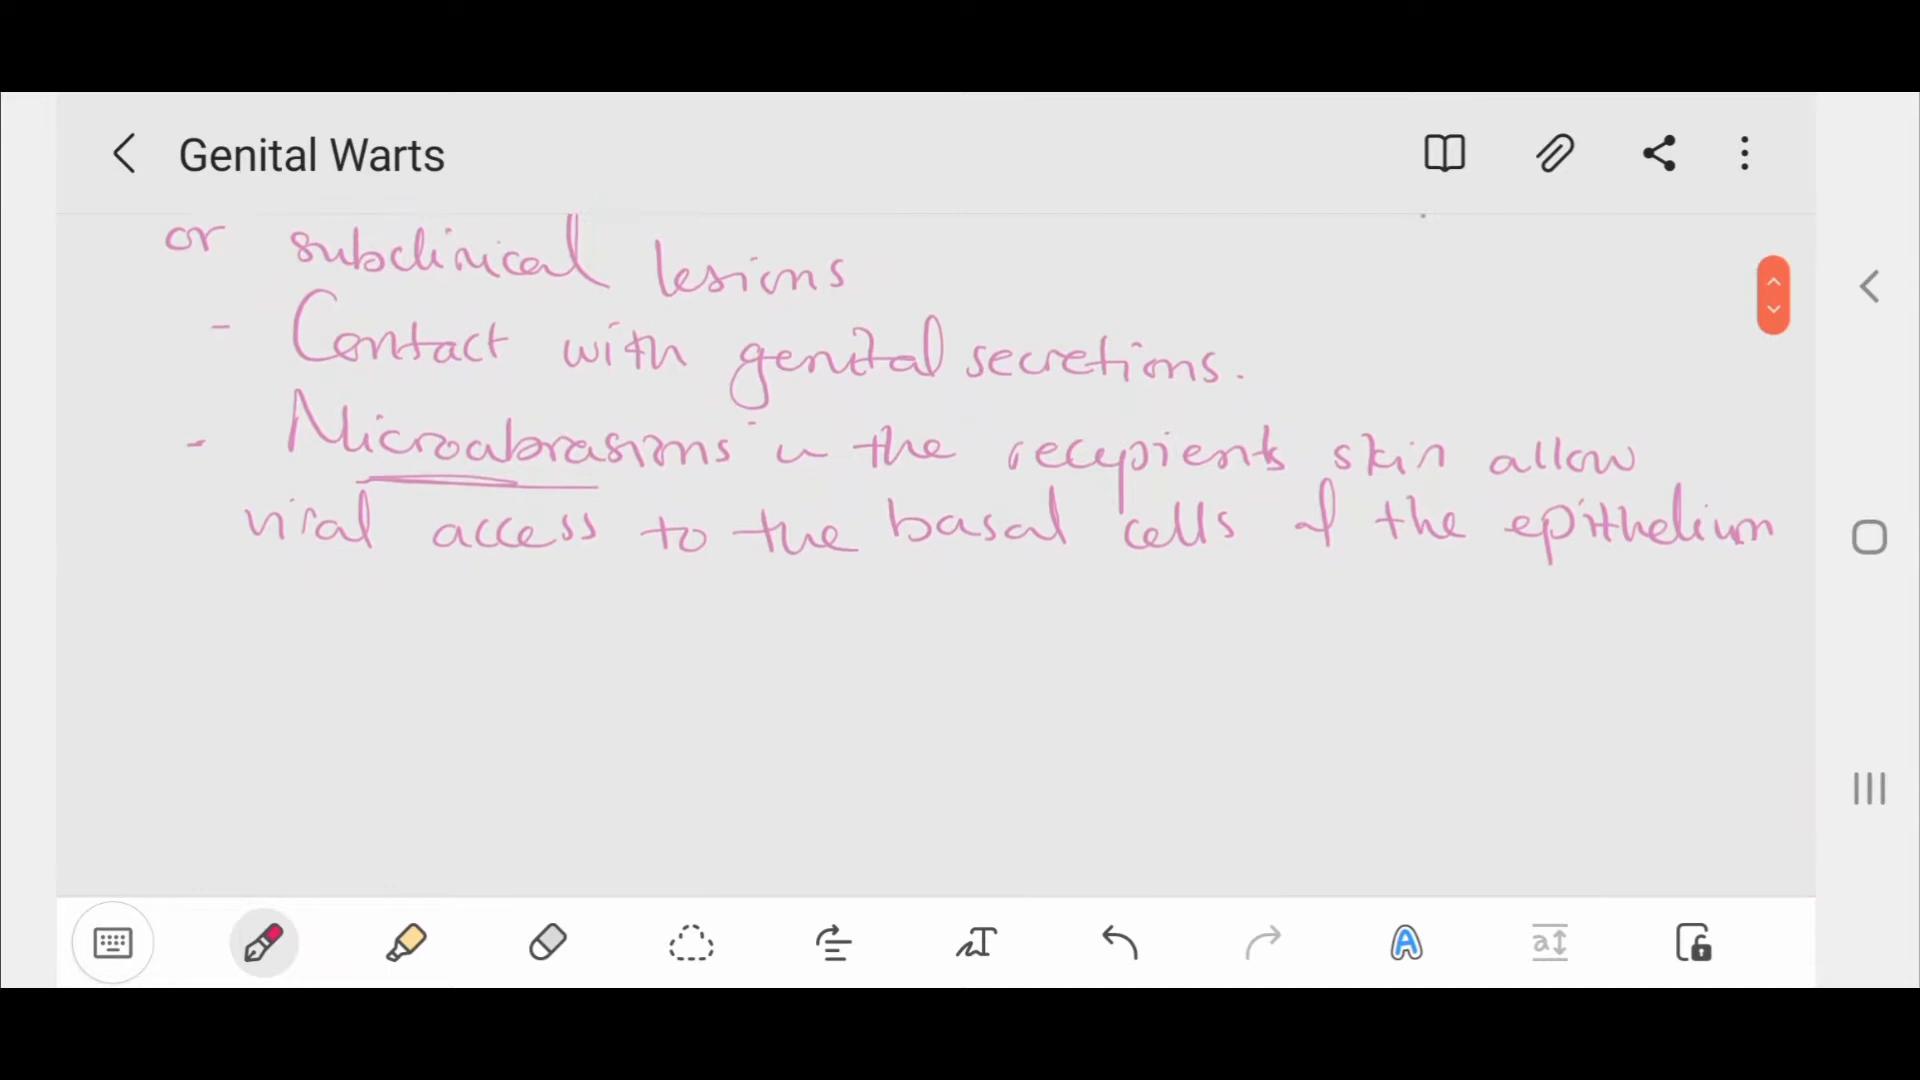 Genital Warts
or subclinical lesions
- Contact with genital secretions.
- Microabrasions in the recipients skin allow
viral access to the basal cells of the epithelium